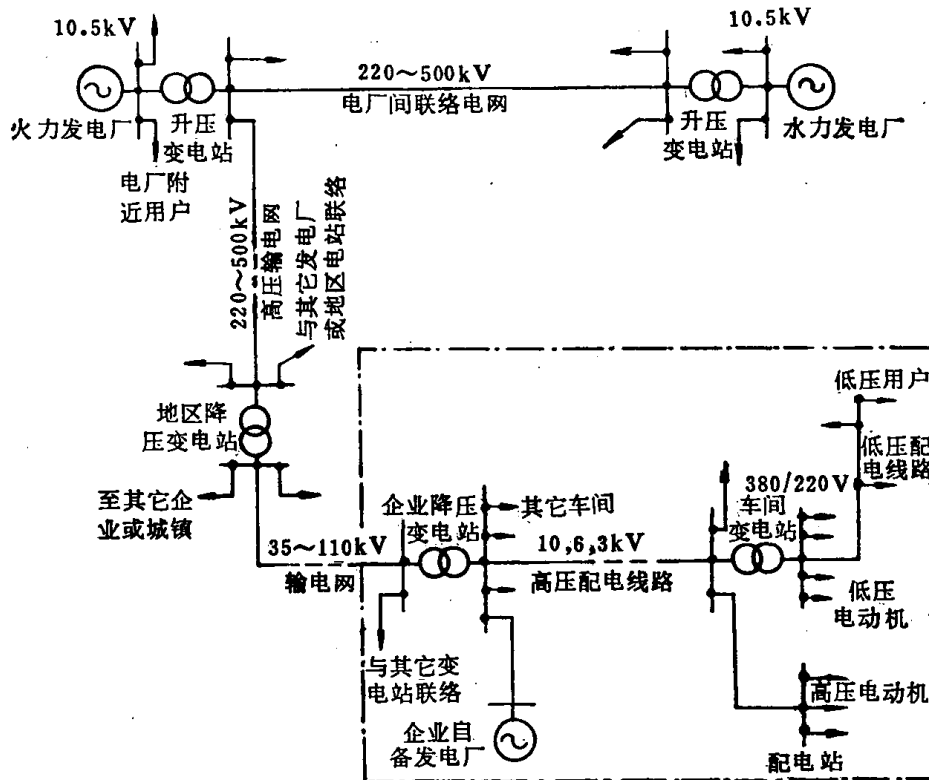 10.5kV
10.5kV
220～500kV
电厂间联络电网
火力发电厂
升压
变电站
升压
变电站
水力发电厂
电厂附
近用户
220～500kV
高压输电网
与其它发电厂
或地区电站联络
地区降
压变电站
至其它企
业或城镇
低压用户
低压配
电线路
380/220V
企业降压
变电站
其它车间
车间
变电站
35～110kV
输电网
10,6,3kV
高压配电线路
低压
电动机
与其它变
电站联络
高压电动机
企业自
备发电厂
配电站